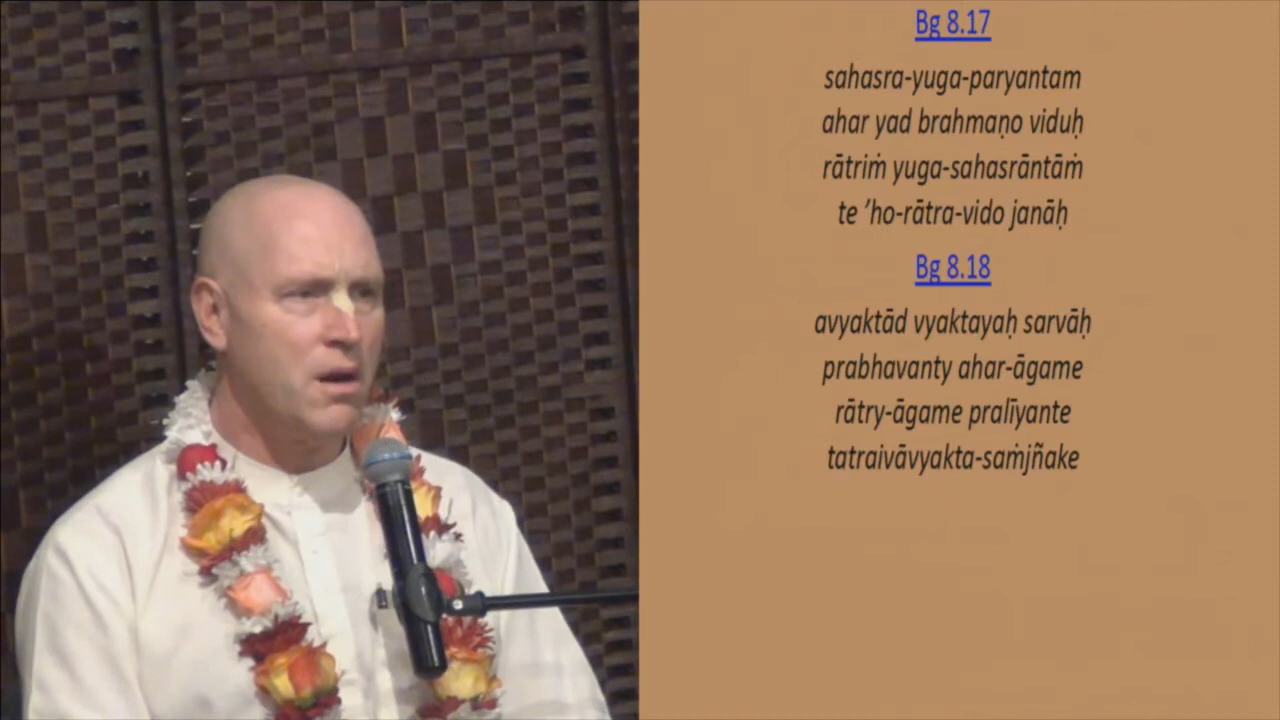 Bg 8.17
sahasra-yuga-paryantam
ahar yad brahmaṇo viduḥ
rātriṁ yuga-sahasrāntāṁ
te ’ho-rātra-vido janāḥ
Bg 8.18
avyaktād vyaktayaḥ sarvāḥ
prabhavanty ahar-āgame
rātry-āgame pralīyante
tatraivāvyakta-saṁjñake